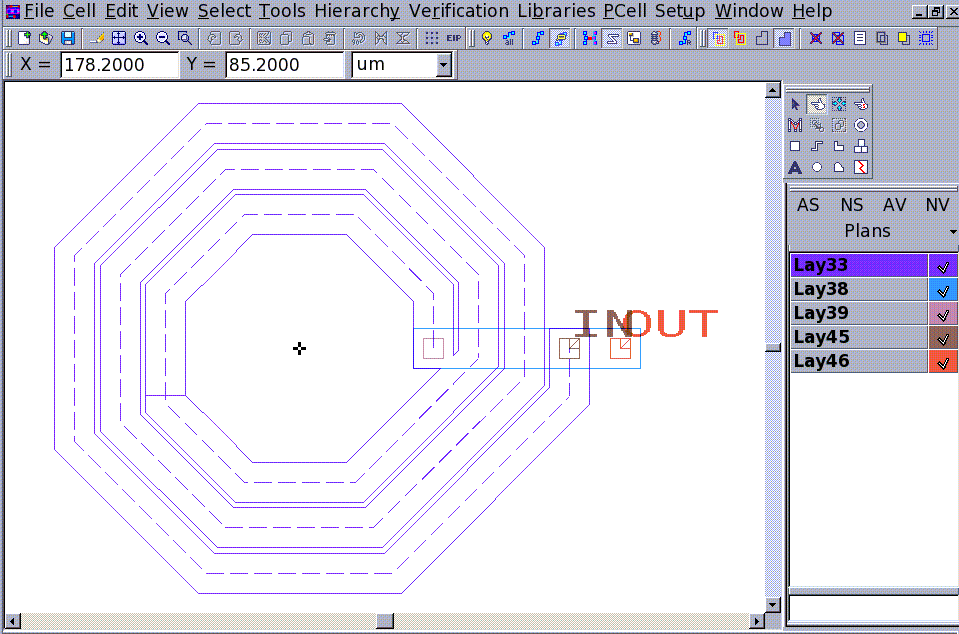 File Cell Edit View Select Tools Hierarchy Verification Libraries PCell Setup Window Help
EIP
X = 178.2000 Y = 85.2000 um
AS NS AV NV
Plans
Lay33
Lay38
Lay39
Lay45
Lay46
IN OUT